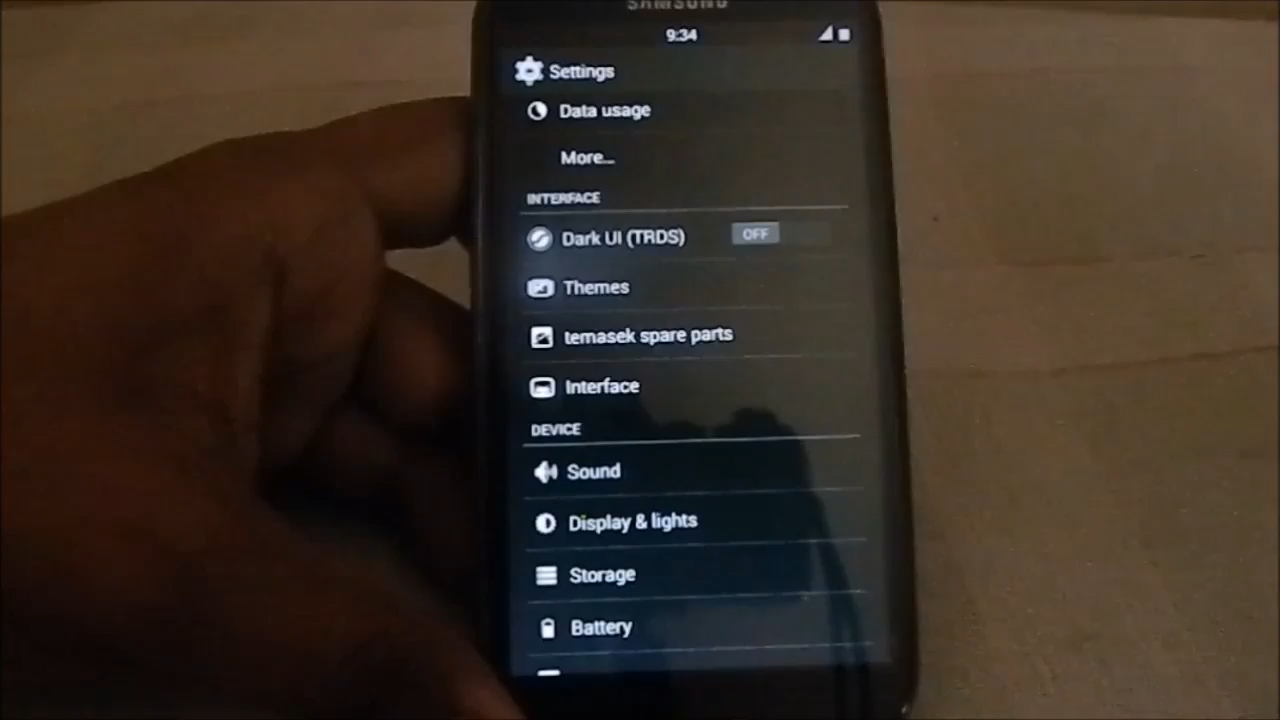 SAMSUNG
9:34
Settings
Data usage
More...
INTERFACE
Dark UI (TRDS) OFF
Themes
temasek spare parts
Interface
DEVICE
Sound
Display & lights
Storage
Battery